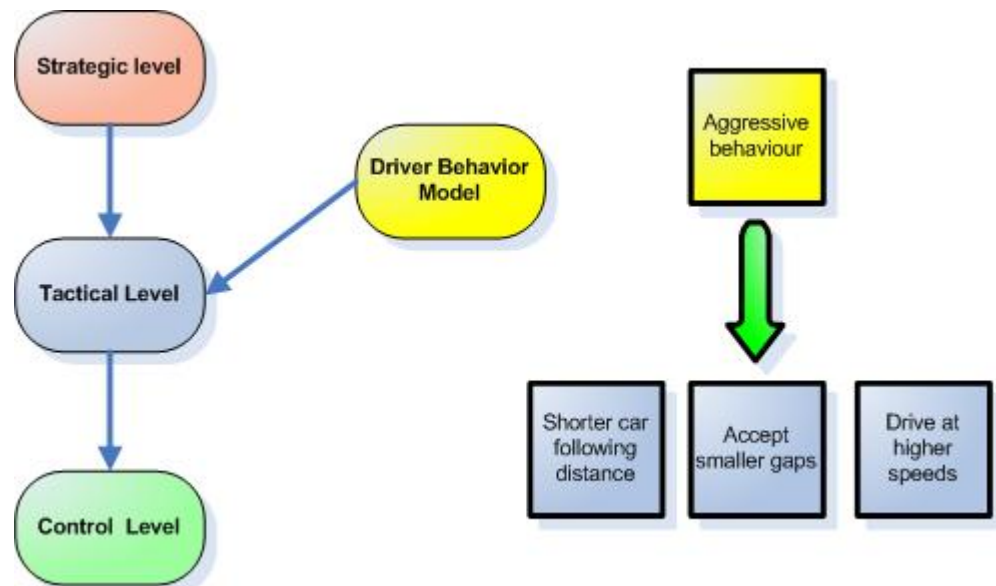 Strategic level
Driver Behavior
Model
Tactical Level
Control Level
Aggressive
behaviour
Shorter car
following
distance
Accept
smaller gaps
Drive at
higher
speeds